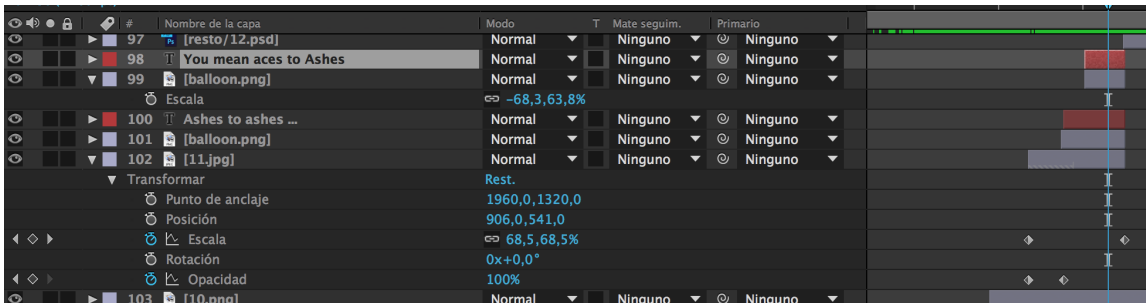 # Nombre de la capa Modo T Mate seguim. Primario
97 Ps [resto/12.psd] Normal Ninguno Ninguno
98 T You mean aces to Ashes Normal Ninguno Ninguno
99 [balloon.png] Normal Ninguno Ninguno
Escala -68,3,63,8%
100 T Ashes to ashes ... Normal Ninguno Ninguno
101 [balloon.png] Normal Ninguno Ninguno
102 [11.jpg] Normal Ninguno Ninguno
Transformar Rest.
Punto de anclaje 1960,0,1320,0
Posición 906,0,541,0
Escala 68,5,68,5%
Rotación 0x+0,0°
Opacidad 100%
103 [10.png] Normal Ninguno Ninguno